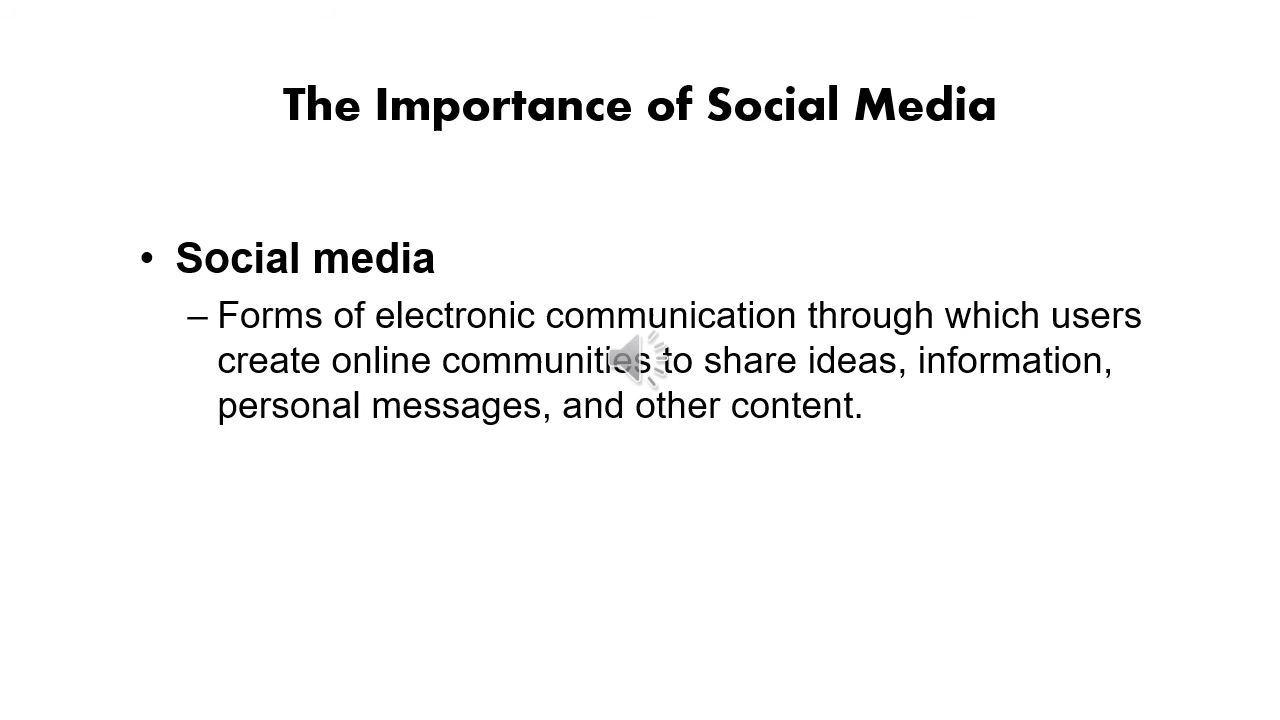 The Importance of Social Media
• Social media
– Forms of electronic communication through which users
create online communities to share ideas, information,
personal messages, and other content.